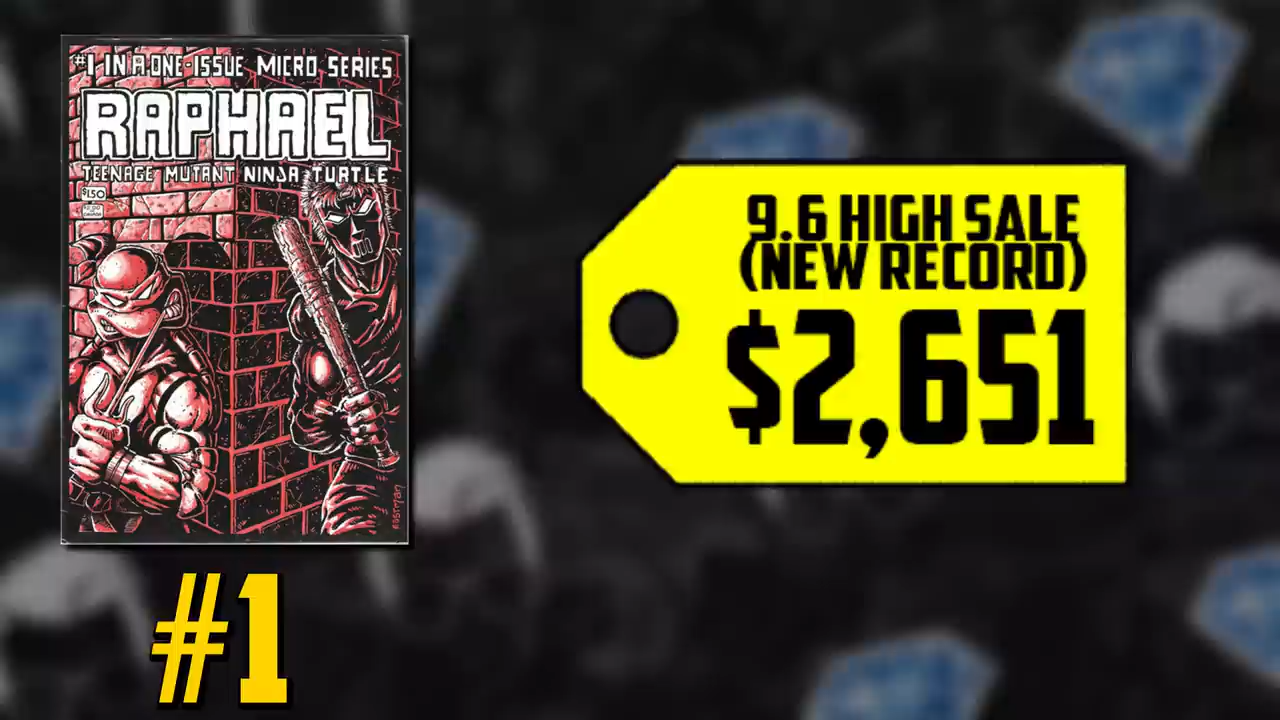 #1 IN A ONE-ISSUE MICRO SERIES
RAPHAEL
TEENAGE MUTANT NINJA TURTLE
$1.50
EASTMAN
#1
9.6 HIGH SALE
(NEW RECORD)
$2,651